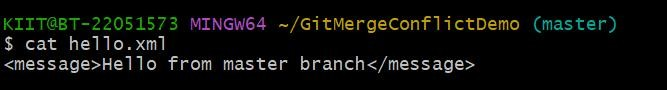 KIIT@BT-22051573 MINGW64 ~/GitMergeConflictDemo (master)
$ cat hello.xml
<message>Hello from master branch</message>